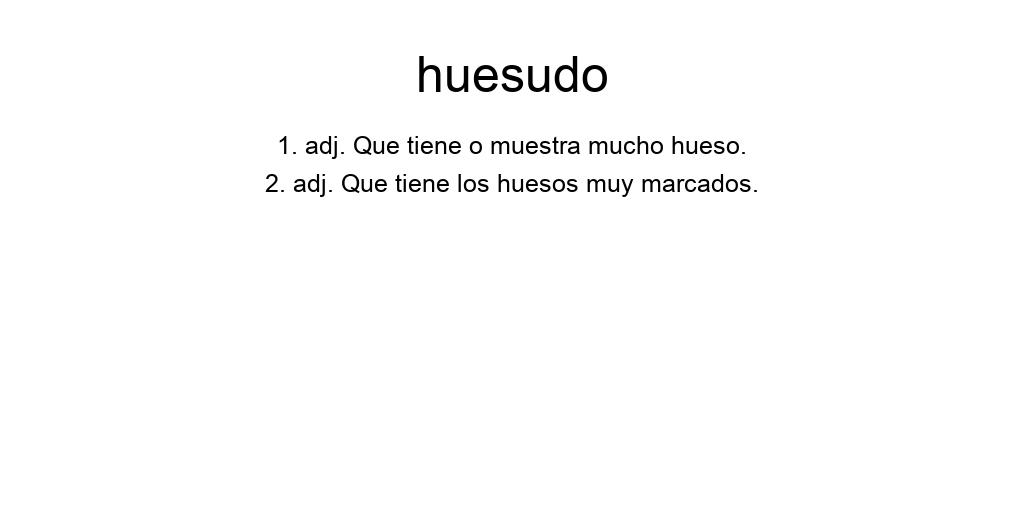 huesudo
1. adj. Que tiene o muestra mucho hueso.
2. adj. Que tiene los huesos muy marcados.